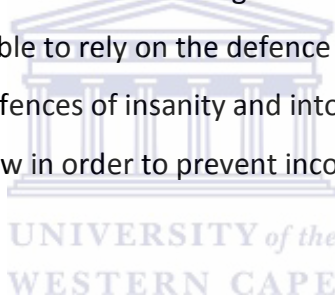 ble to rely on the defence
fences of insanity and into
w in order to prevent inco
UNIVERSITY of the
WESTERN CAPE